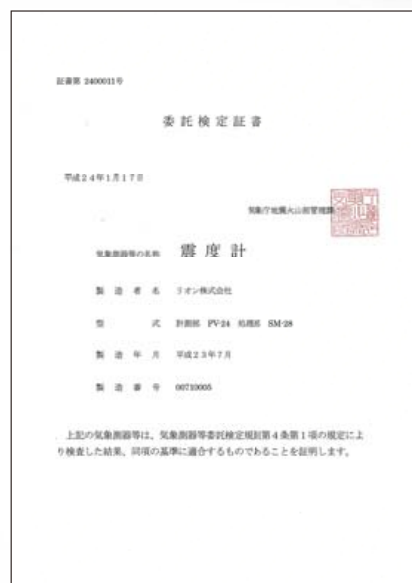 証書第 2400011号
委託検定証書
平成24年1月17日
気象庁地震火山部管理課
気象測器等の名称 震度計
製造者名 リオン株式会社
型式 計測部 PV-24 処理部 SM-28
製造年月 平成23年7月
製造番号 00710005
上記の気象測器等は、気象測器等委託検定規則第4条第1項の規定によ
り検査した結果、同項の基準に適合するものであることを証明します。